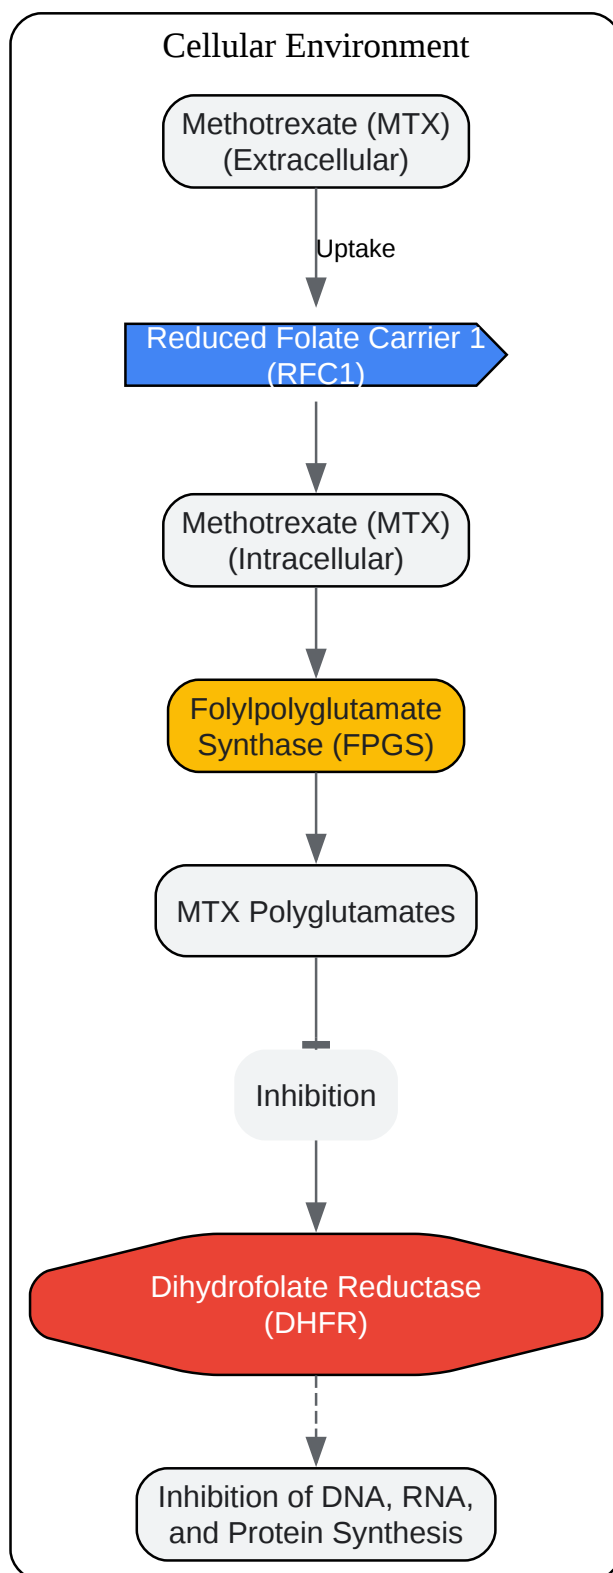 Cellular Environment
Methotrexate (MTX)
(Extracellular)
Uptake
Reduced Folate Carrier 1
(RFC1)
Methotrexate (MTX)
(Intracellular)
Folylpolyglutamate
Synthase (FPGS)
MTX Polyglutamates
Inhibition
Dihydrofolate Reductase
(DHFR)
Inhibition of DNA, RNA,
and Protein Synthesis